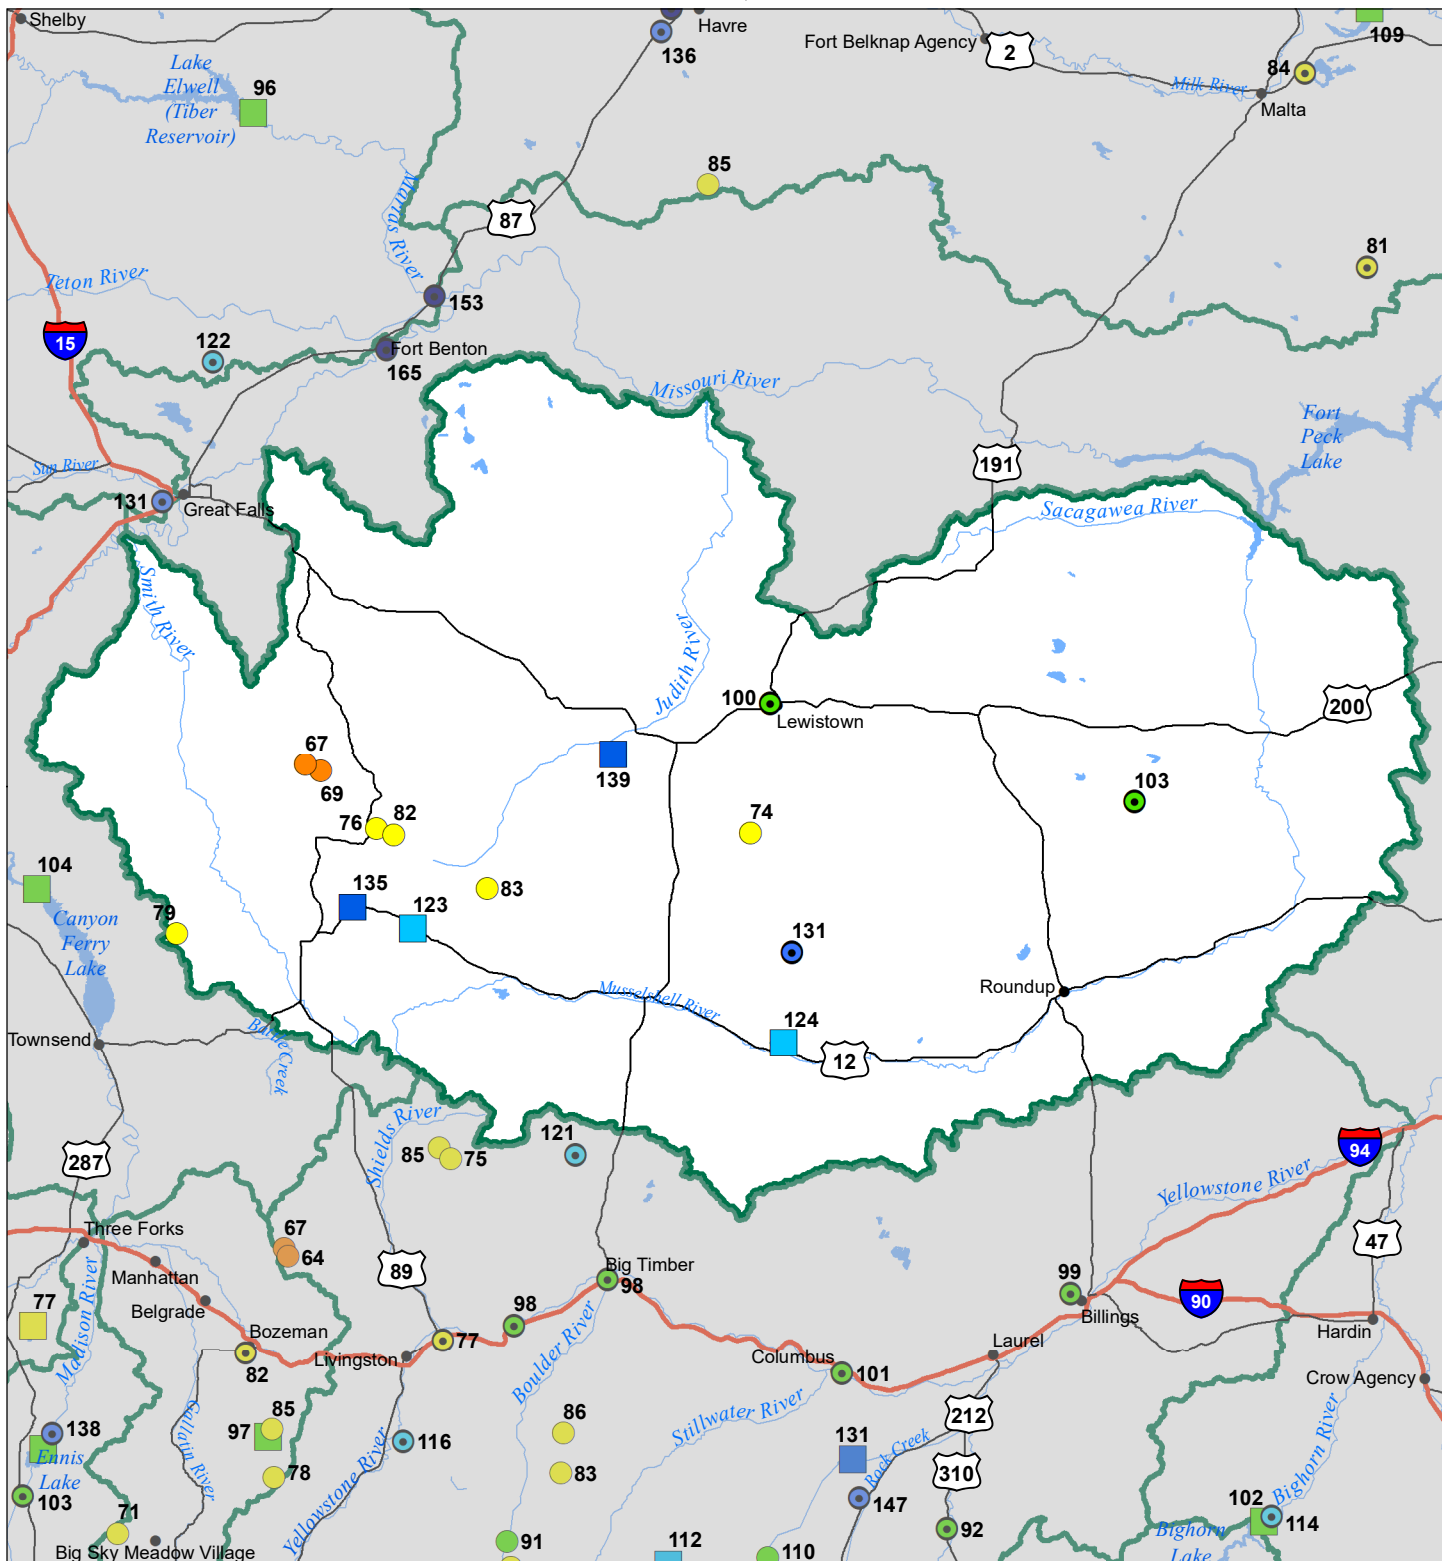 Shelby
Havre
136
Fort Belknap Agency
2
109
84
Milk River
Malta
Lake
Elwell
(Tiber
Reservoir)
96
85
87
Marias River
81
Teton River
153
15
122
Fort Benton
165
Missouri River
Fort
Peck
Lake
191
Sun River
131
Great Falls
Sacagawea River
Smith River
Judith River
100
Lewistown
200
67
69
139
103
76
82
74
104
135
123
83
79
Canyon
Ferry
Lake
131
Roundup
Musselshell River
124
12
Townsend
Battle Creek
Shields River
121
85
75
287
94
Yellowstone River
Three Forks
67
64
47
Manhattan
89
Big Timber
98
99
90
Belgrade
77
Madison River
98
Billings
Bozeman
Hardin
82
Livingston
77
Boulder River
Columbus
101
Laurel
Crow Agency
85
97
138
Ennis
Lake
Gallatin River
116
86
Stillwater River
212
131
Rock Creek
83
310
78
103
147
Bighorn River
71
Yellowstone River
102
114
91
92
Big Sky Meadow Village
112
110
Bighorn
Lake